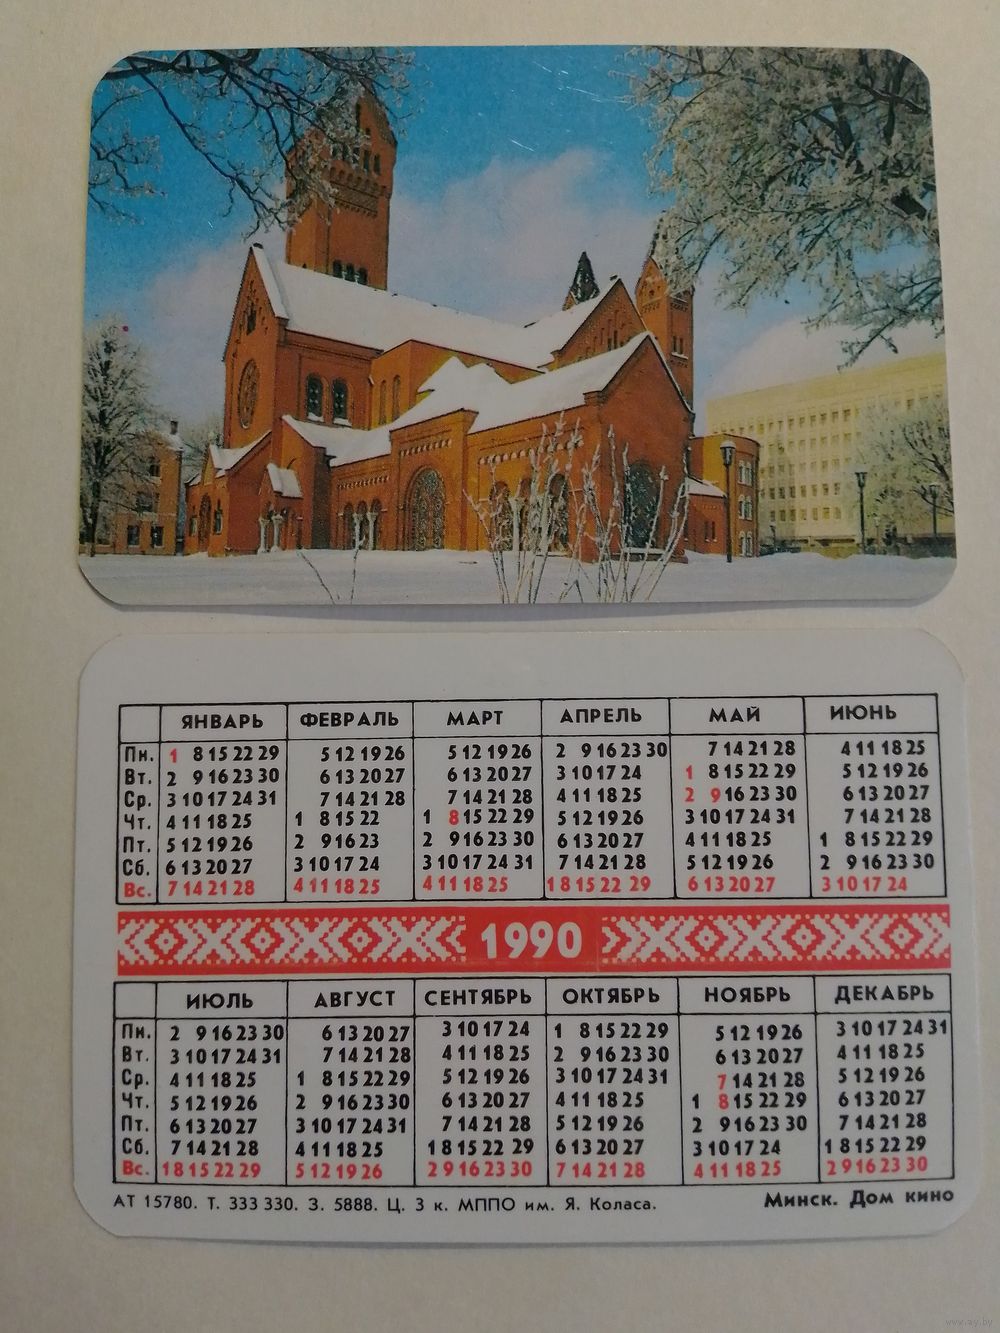 ЯНВАРЬ ФЕВРАЛЬ МАРТ АПРЕЛЬ МАЙ ИЮНЬ
Пн. 1 8 15 22 29 5 12 19 26 5 12 19 26 2 9 16 23 30 7 14 21 28 4 11 18 25
Вт. 2 9 16 23 30 6 13 20 27 6 13 20 27 3 10 17 24 1 8 15 22 29 5 12 19 26
Ср. 3 10 17 24 31 7 14 21 28 7 14 21 28 4 11 18 25 2 9 16 23 30 6 13 20 27
Чт. 4 11 18 25 1 8 15 22 1 8 15 22 29 5 12 19 26 3 10 17 24 31 7 14 21 28
Пт. 5 12 19 26 2 9 16 23 2 9 16 23 30 6 13 20 27 4 11 18 25 1 8 15 22 29
Сб. 6 13 20 27 3 10 17 24 3 10 17 24 31 7 14 21 28 5 12 19 26 2 9 16 23 30
Вс. 7 14 21 28 4 11 18 25 4 11 18 25 1 8 15 22 29 6 13 20 27 3 10 17 24
1990
ИЮЛЬ АВГУСТ СЕНТЯБРЬ ОКТЯБРЬ НОЯБРЬ ДЕКАБРЬ
Пн. 2 9 16 23 30 6 13 20 27 3 10 17 24 1 8 15 22 29 5 12 19 26 3 10 17 24 31
Вт. 3 10 17 24 31 7 14 21 28 4 11 18 25 2 9 16 23 30 6 13 20 27 4 11 18 25
Ср. 4 11 18 25 1 8 15 22 29 5 12 19 26 3 10 17 24 31 7 14 21 28 5 12 19 26
Чт. 5 12 19 26 2 9 16 23 30 6 13 20 27 4 11 18 25 1 8 15 22 29 6 13 20 27
Пт. 6 13 20 27 3 10 17 24 31 7 14 21 28 5 12 19 26 2 9 16 23 30 7 14 21 28
Сб. 7 14 21 28 4 11 18 25 1 8 15 22 29 6 13 20 27 3 10 17 24 1 8 15 22 29
Вс. 1 8 15 22 29 5 12 19 26 2 9 16 23 30 7 14 21 28 4 11 18 25 2 9 16 23 30
АТ 15780. Т. 333 330. З. 5888. Ц. 3 к. МППО им. Я. Коласа. Минск. Дом кино
www.ay.by